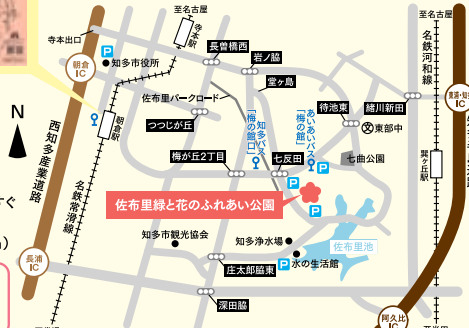 至名古屋
至名古屋
寺本出口
寺本駅
長曽橋西
岩ノ脇
P
知多市役所
朝倉
IC
堂ヶ島
佐布里パークロード
名鉄河和線
緒川新田
待池東
文 東部中
つつじが丘
朝倉駅
知多バス
「梅の館口」
あいあいバス
「梅の館」
N
西知多産業道路
梅が丘2丁目
七反田
七曲公園
巽ヶ丘駅
P
P
名鉄常滑線
佐布里緑と花のふれあい公園
P
知多市観光協会
知多浄水場
佐布里池
長浦
IC
P
水の生活館
庄太郎脇東
深田脇
阿久比
IC